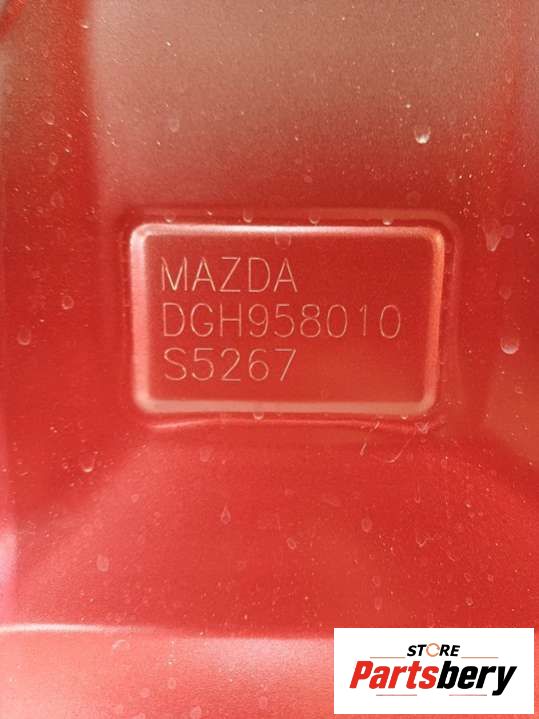 MAZDA
DGH958010
S5267
STORE
Partsbery